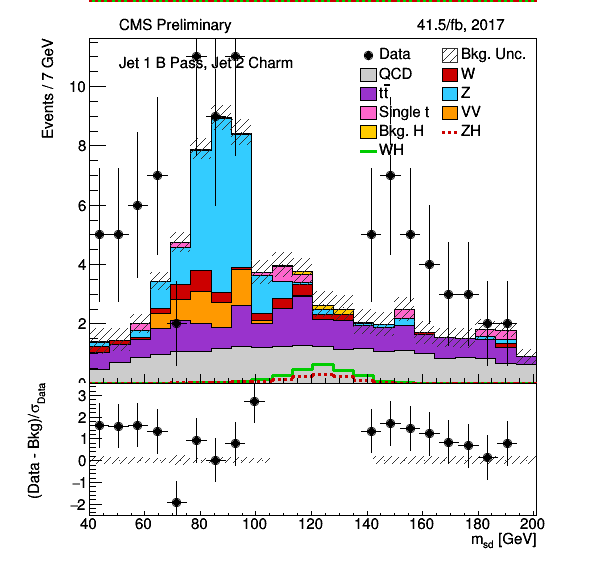 CMS Preliminary 41.5/fb, 2017
Events / 7 GeV
Jet 1 B Pass, Jet 2 Charm
Data Bkg. Unc.
QCD W
tt̄ Z
Single t VV
Bkg. H ZH
WH
10
8
6
4
2
0
(Data - Bkg)/σData
3
2
1
0
−1
−2
40 60 80 100 120 140 160 180 200
msd [GeV]